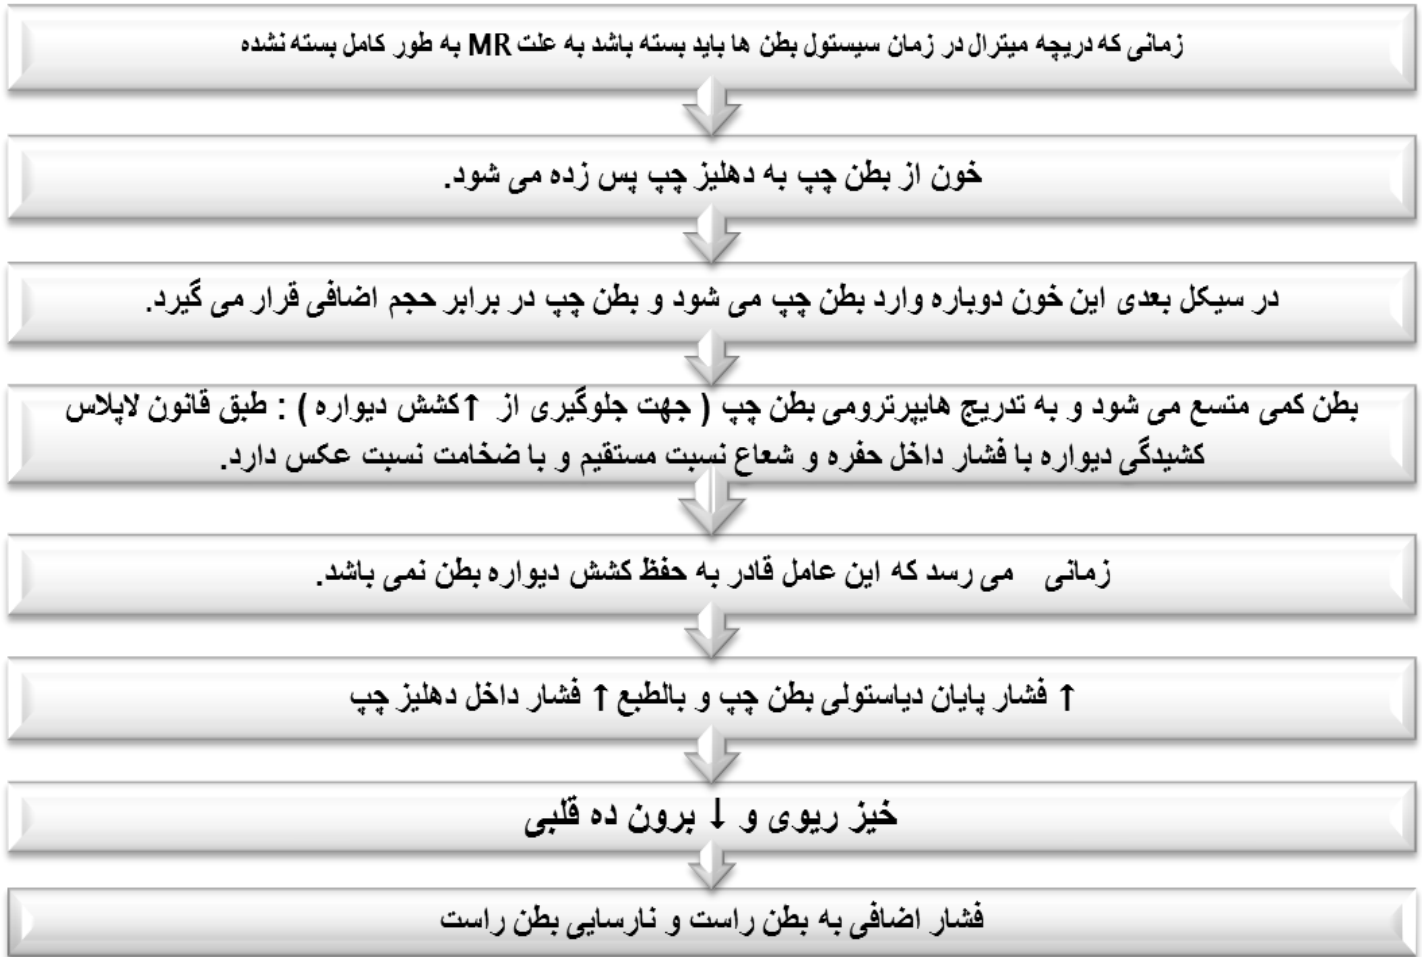 زمانی که دریچه میترال در زمان سیستول بطن ها باید بسته باشد به علت MR به طور کامل بسته نشده
خون از بطن چپ به دهلیز چپ پس زده می شود.
در سیکل بعدی این خون دوباره وارد بطن چپ می شود و بطن چپ در برابر حجم اضافی قرار می گیرد.
بطن کمی متسع می شود و به تدریج هایپرترومی بطن چپ ( جهت جلوگیری از ↑کشش دیواره ) : طبق قانون لاپلاس
کشیدگی دیواره با فشار داخل حفره و شعاع نسبت مستقیم و با ضخامت نسبت عکس دارد.
زمانی می رسد که این عامل قادر به حفظ کشش دیواره بطن نمی باشد.
↑ فشار پایان دیاستولی بطن چپ و بالطبع ↑ فشار داخل دهلیز چپ
خیز ریوی و ↓ برون ده قلبی
فشار اضافی به بطن راست و نارسایی بطن راست